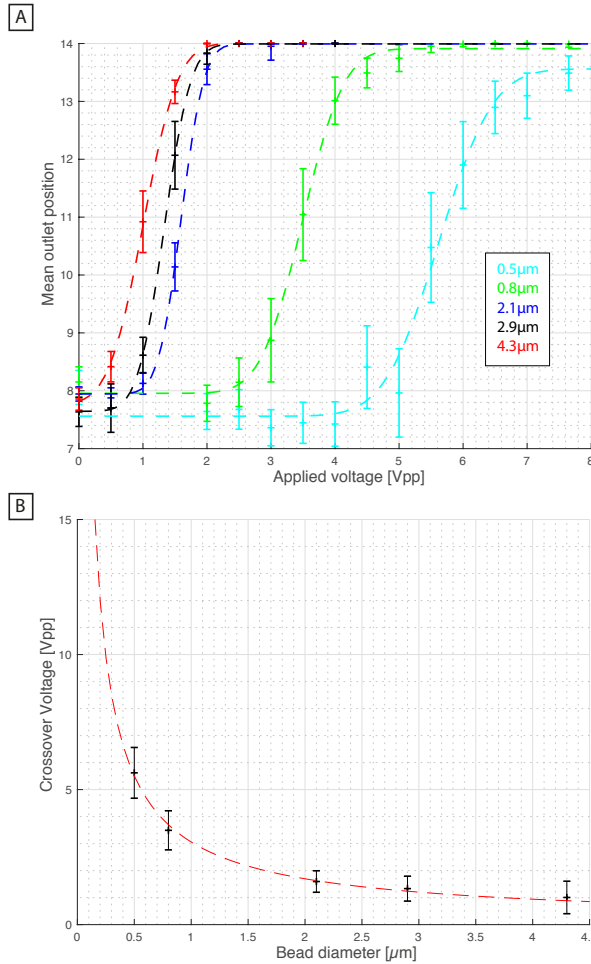 A
14
13
12
11
10
9
8
7
Mean outlet position
0.5µm
0.8µm
2.1µm
2.9µm
4.3µm
0 1 2 3 4 5 6 7 8
Applied voltage [Vpp]
B
15
10
5
0
Crossover Voltage [Vpp]
0 0.5 1 1.5 2 2.5 3 3.5 4 4.5
Bead diameter [µm]